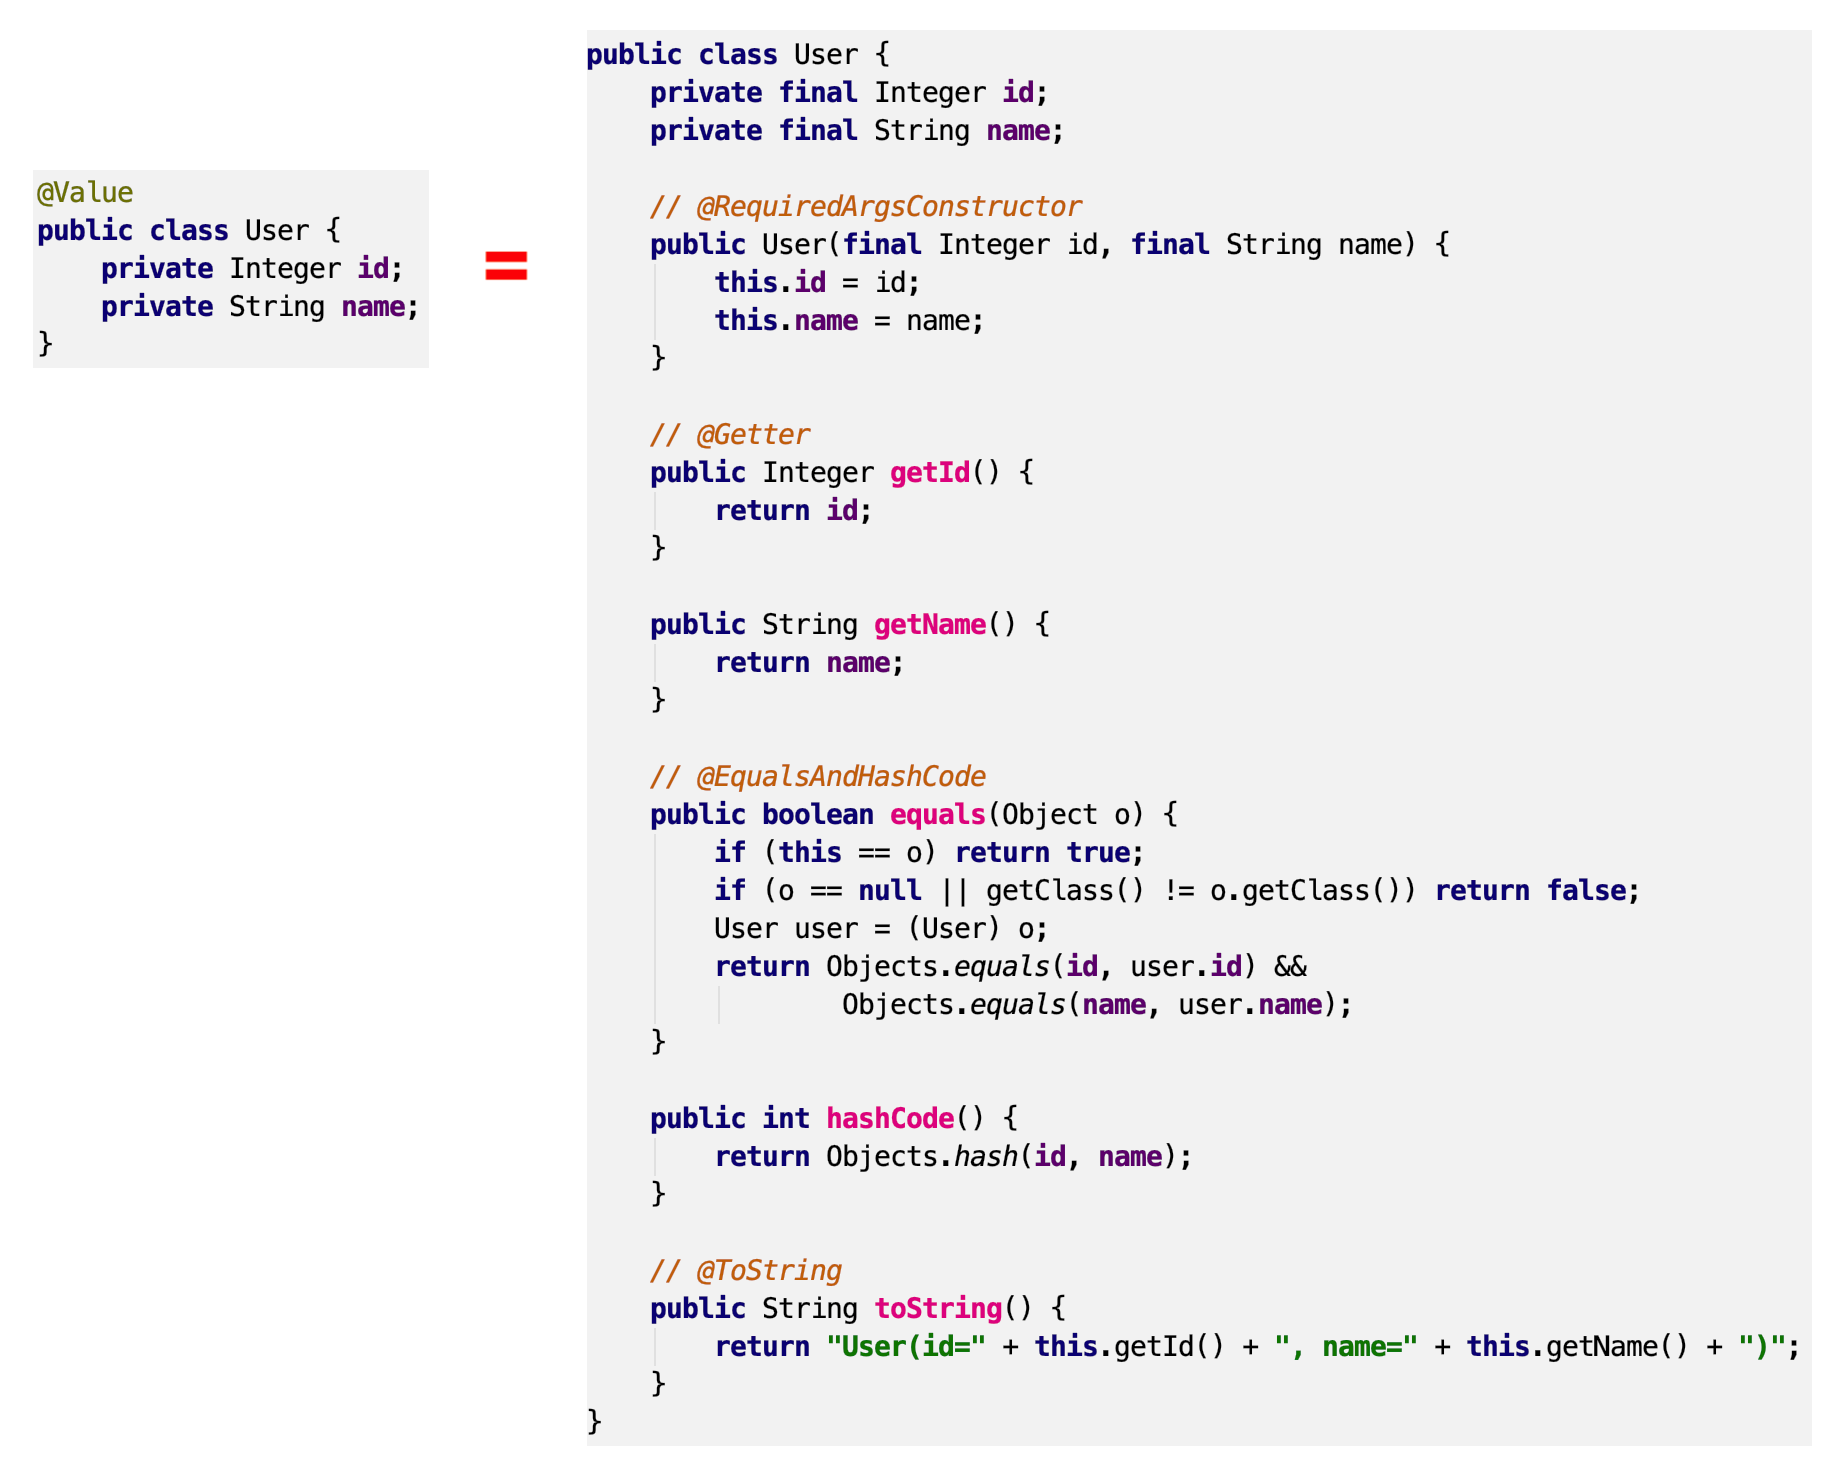 @Value
public class User {
    private Integer id;
    private String name;
}
=
public class User {
    private final Integer id;
    private final String name;

    // @RequiredArgsConstructor
    public User(final Integer id, final String name) {
        this.id = id;
        this.name = name;
    }

    // @Getter
    public Integer getId() {
        return id;
    }

    public String getName() {
        return name;
    }

    // @EqualsAndHashCode
    public boolean equals(Object o) {
        if (this == o) return true;
        if (o == null || getClass() != o.getClass()) return false;
        User user = (User) o;
        return Objects.equals(id, user.id) &&
                Objects.equals(name, user.name);
    }

    public int hashCode() {
        return Objects.hash(id, name);
    }

    // @ToString
    public String toString() {
        return "User(id=" + this.getId() + ", name=" + this.getName() + ")";
    }
}